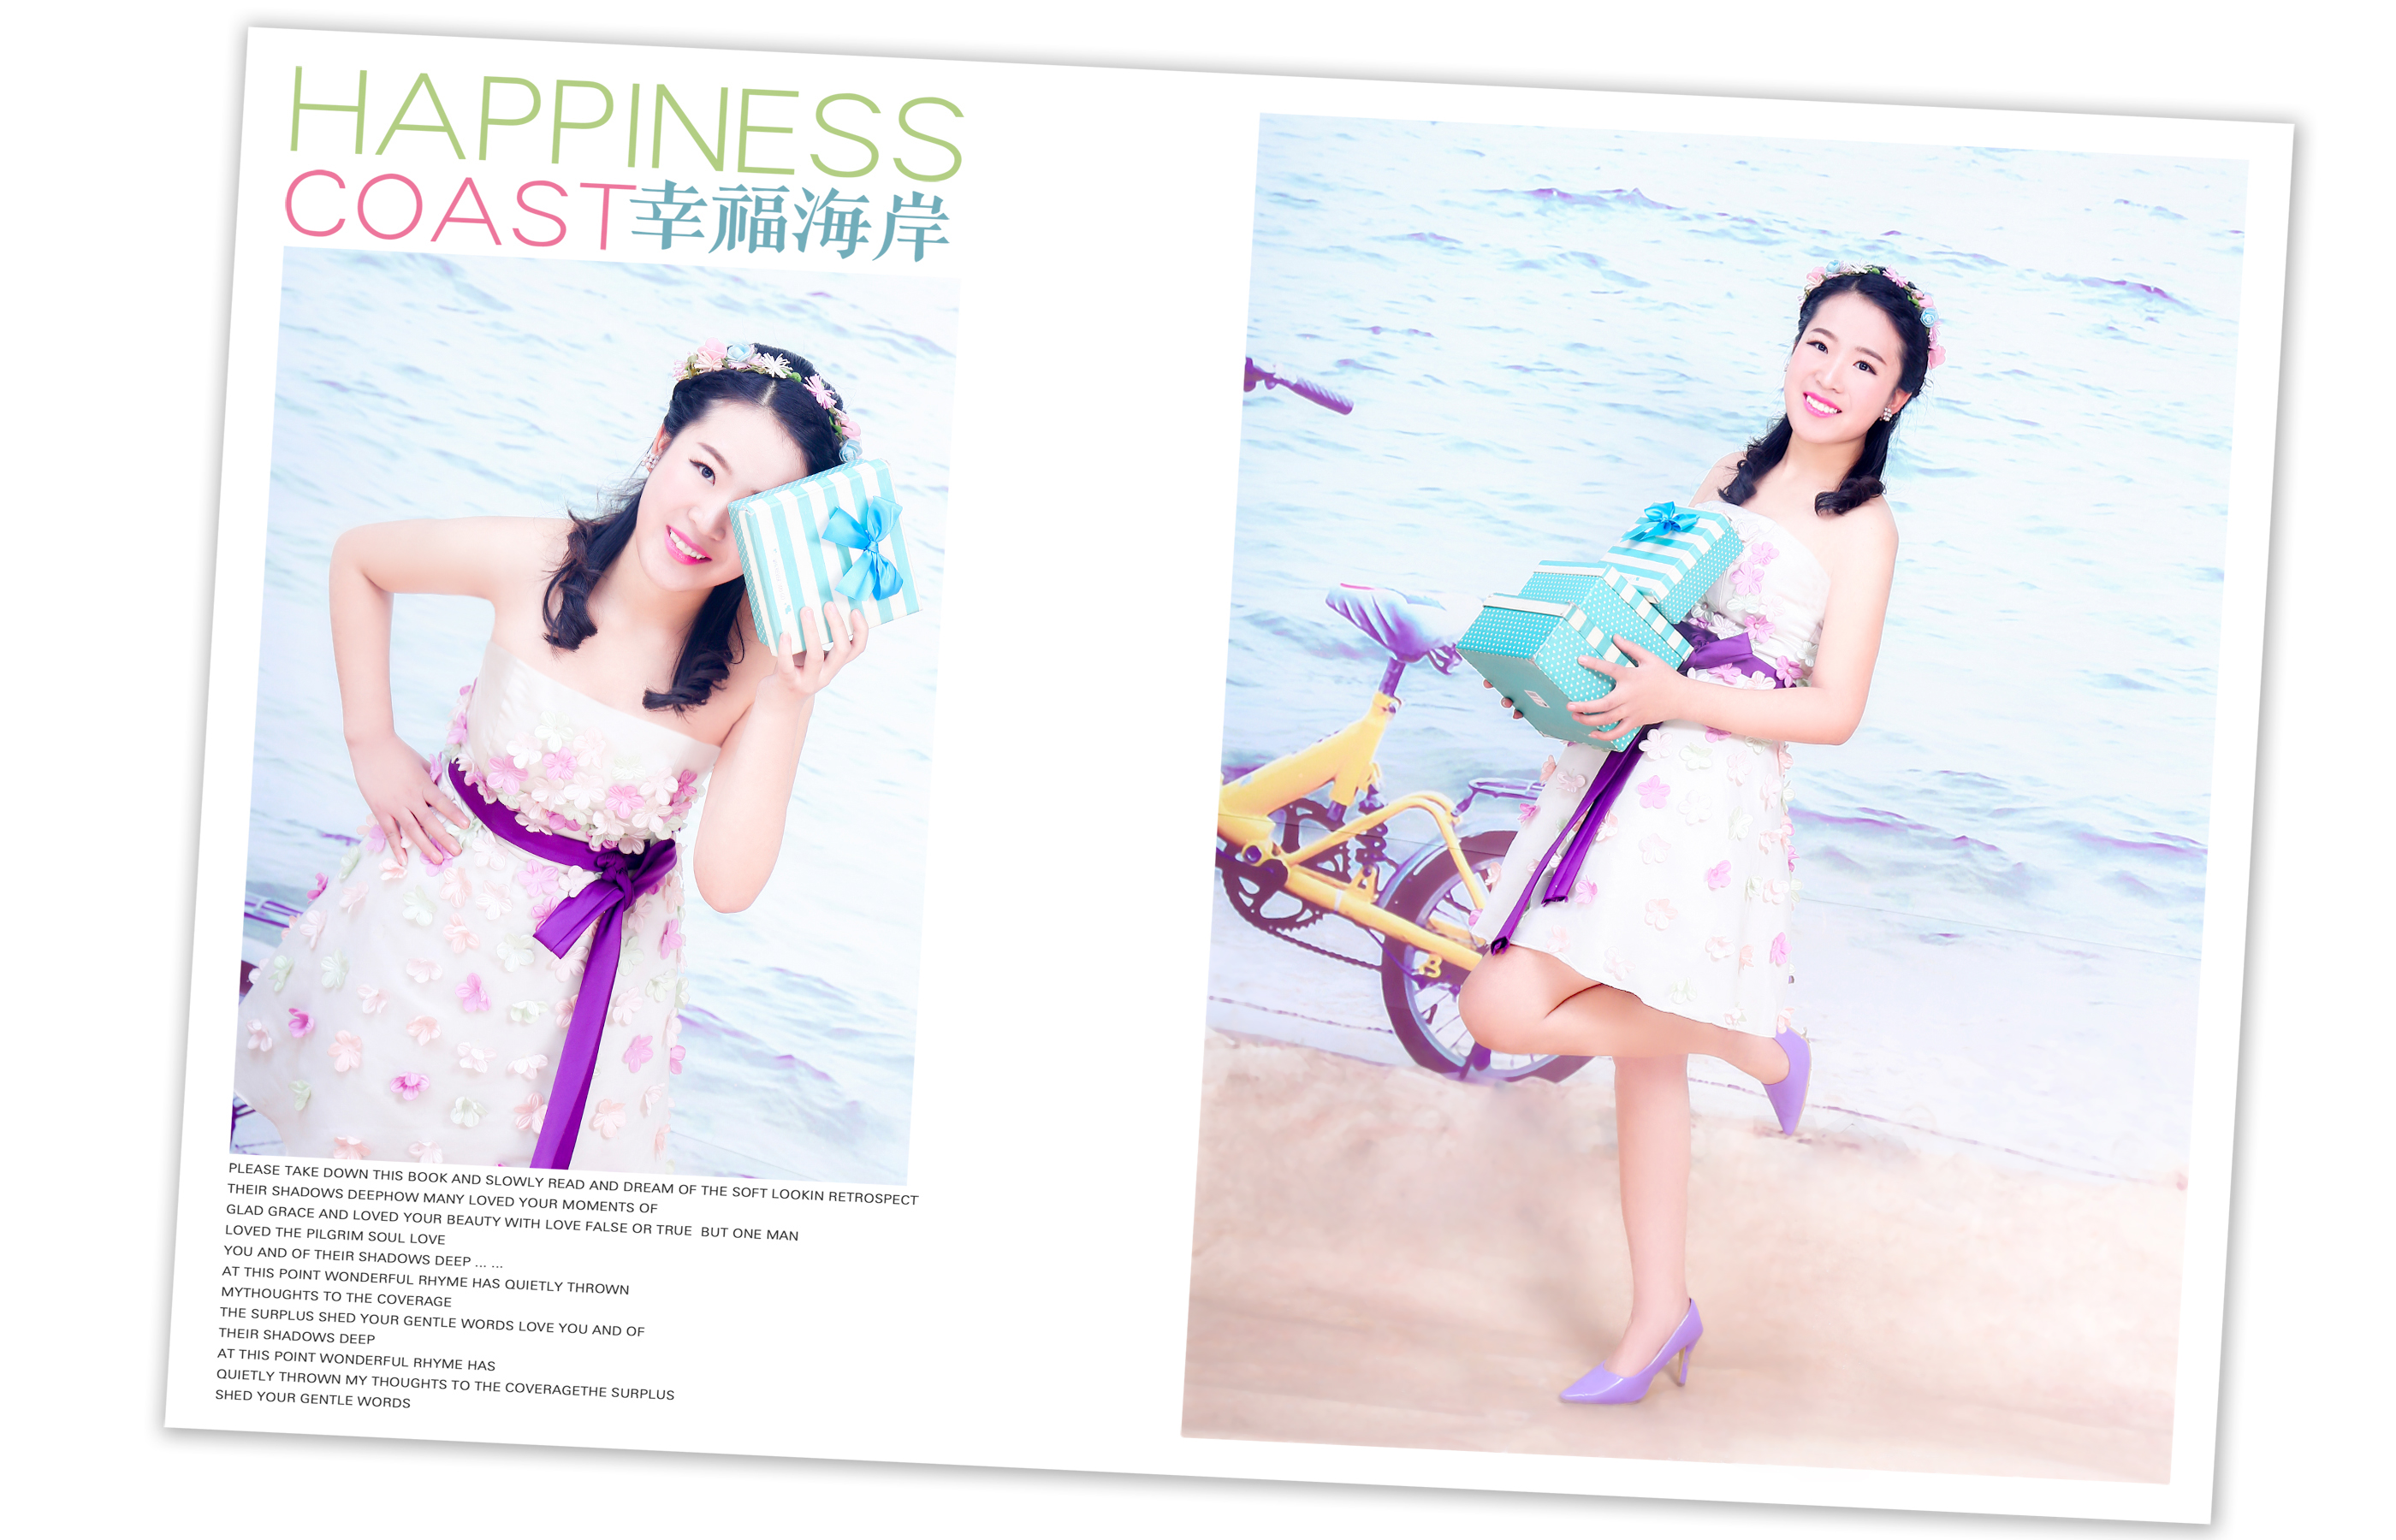 HAPPINESS
COAST幸福海岸
PLEASE TAKE DOWN THIS BOOK AND SLOWLY READ AND DREAM OF THE SOFT LOOKIN RETROSPECT
THEIR SHADOWS DEEPHOW MANY LOVED YOUR MOMENTS OF
GLAD GRACE AND LOVED YOUR BEAUTY WITH LOVE FALSE OR TRUE  BUT ONE MAN
LOVED THE PILGRIM SOUL LOVE
YOU AND OF THEIR SHADOWS DEEP ... ...
AT THIS POINT WONDERFUL RHYME HAS QUIETLY THROWN
MYTHOUGHTS TO THE COVERAGE
THE SURPLUS SHED YOUR GENTLE WORDS LOVE YOU AND OF
THEIR SHADOWS DEEP
AT THIS POINT WONDERFUL RHYME HAS
QUIETLY THROWN MY THOUGHTS TO THE COVERAGETHE SURPLUS
SHED YOUR GENTLE WORDS